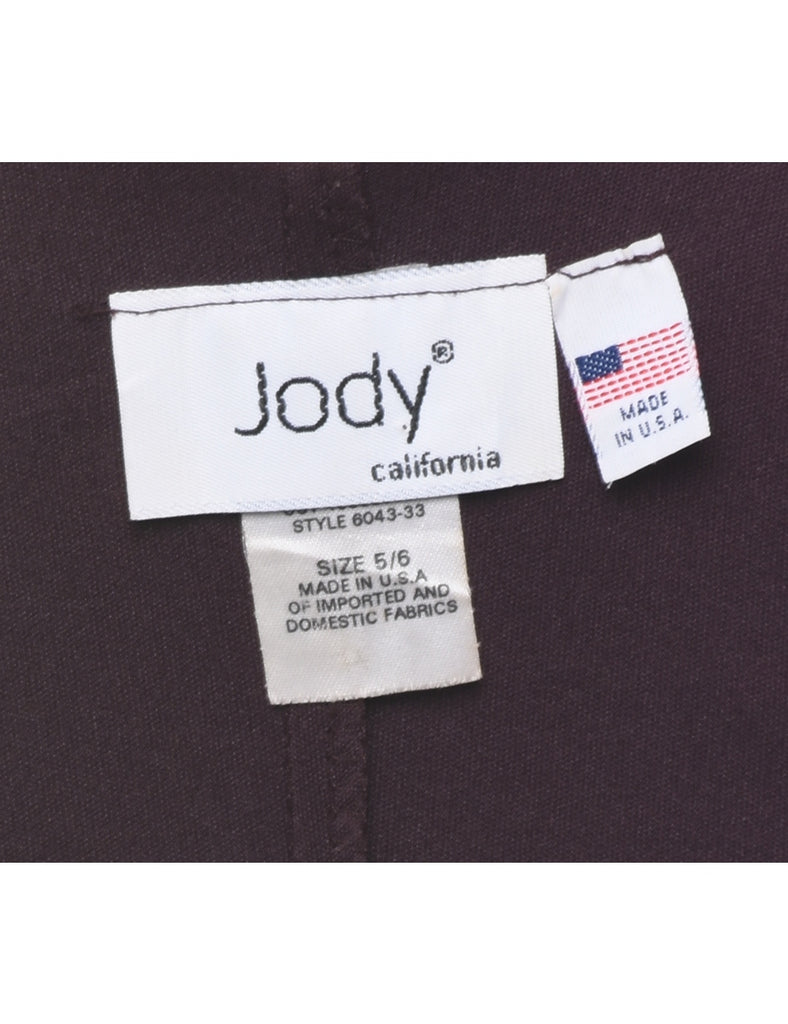 Jody®
california
MADE
IN U.S.A.
STYLE 6043-33
SIZE 5/6
MADE IN U.S.A
OF IMPORTED AND
DOMESTIC FABRICS